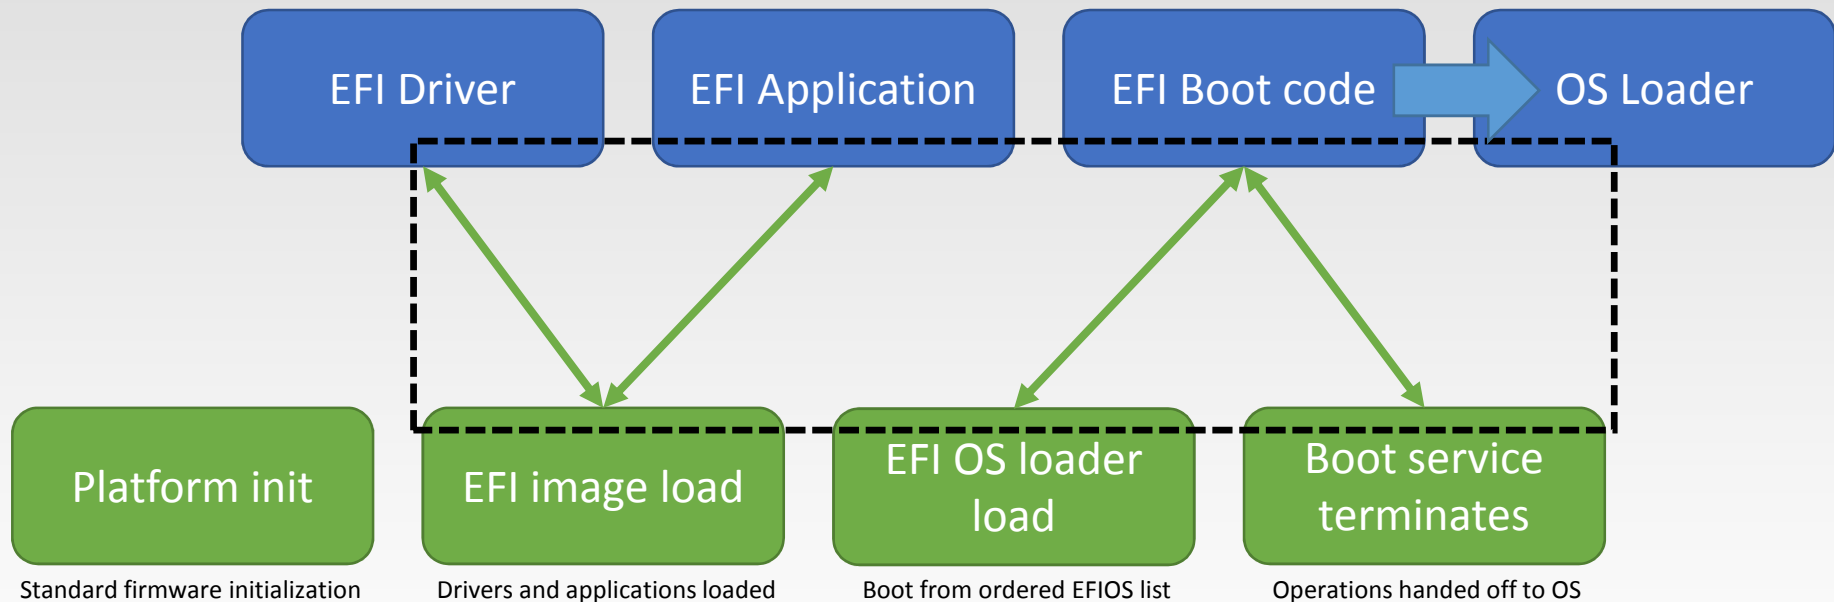 EFI Driver
EFI Application
EFI Boot code
OS Loader
Platform init
EFI image load
EFI OS loader
load
Boot service
terminates
Standard firmware initialization
Drivers and applications loaded
Boot from ordered EFIOS list
Operations handed off to OS